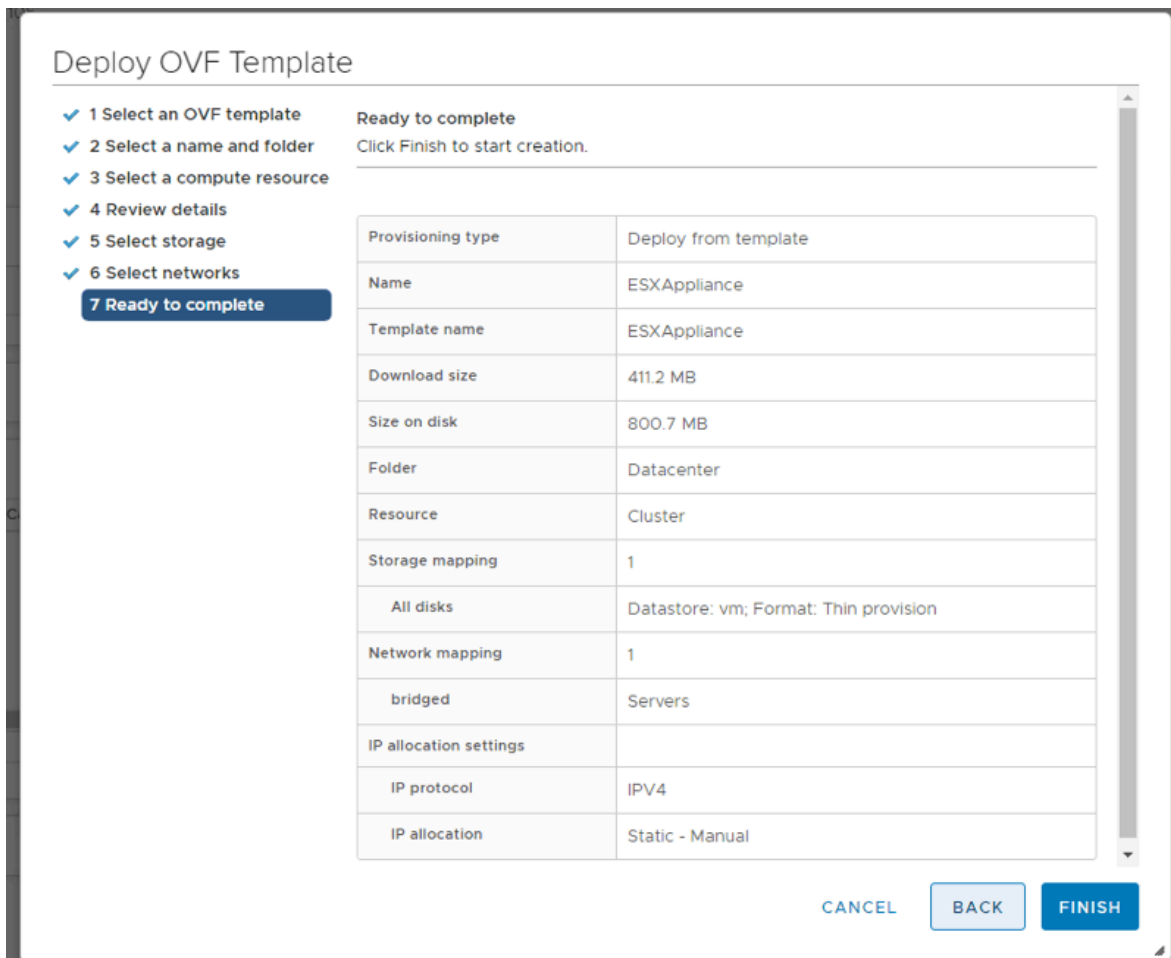 Deploy OVF Template
1 Select an OVF template
2 Select a name and folder
3 Select a compute resource
4 Review details
5 Select storage
6 Select networks
7 Ready to complete
Ready to complete
Click Finish to start creation.
Provisioning type Deploy from template
Name ESXAppliance
Template name ESXAppliance
Download size 411.2 MB
Size on disk 800.7 MB
Folder Datacenter
Resource Cluster
Storage mapping 1
All disks Datastore: vm; Format: Thin provision
Network mapping 1
bridged Servers
IP allocation settings
IP protocol IPV4
IP allocation Static - Manual
CANCEL BACK FINISH